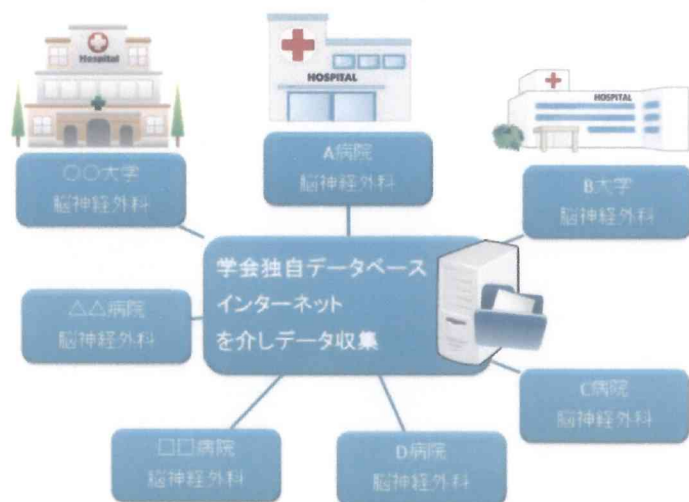 Hospital
HOSPITAL
HOSPITAL
○○大学
脳神経外科
A病院
脳神経外科
B大学
脳神経外科
学会独自データベース
インターネット
を介しデータ収集
△△病院
脳神経外科
C病院
脳神経外科
□□病院
脳神経外科
D病院
脳神経外科